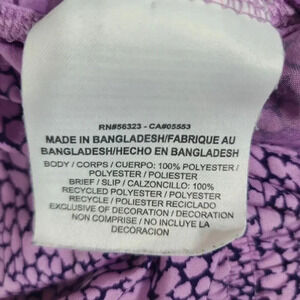 RN#56323 - CA#05553
MADE IN BANGLADESH/FABRIQUE AU
BANGLADESH/HECHO EN BANGLADESH
BODY / CORPS / CUERPO: 100% POLYESTER /
POLYESTER / POLIESTER
BRIEF / SLIP / CALZONCILLO: 100%
RECYCLED POLYESTER / POLYESTER
RECYCLE / POLIESTER RECICLADO
EXCLUSIVE OF DECORATION / DECORATION
NON COMPRISE / NO INCLUYE LA
DECORACION